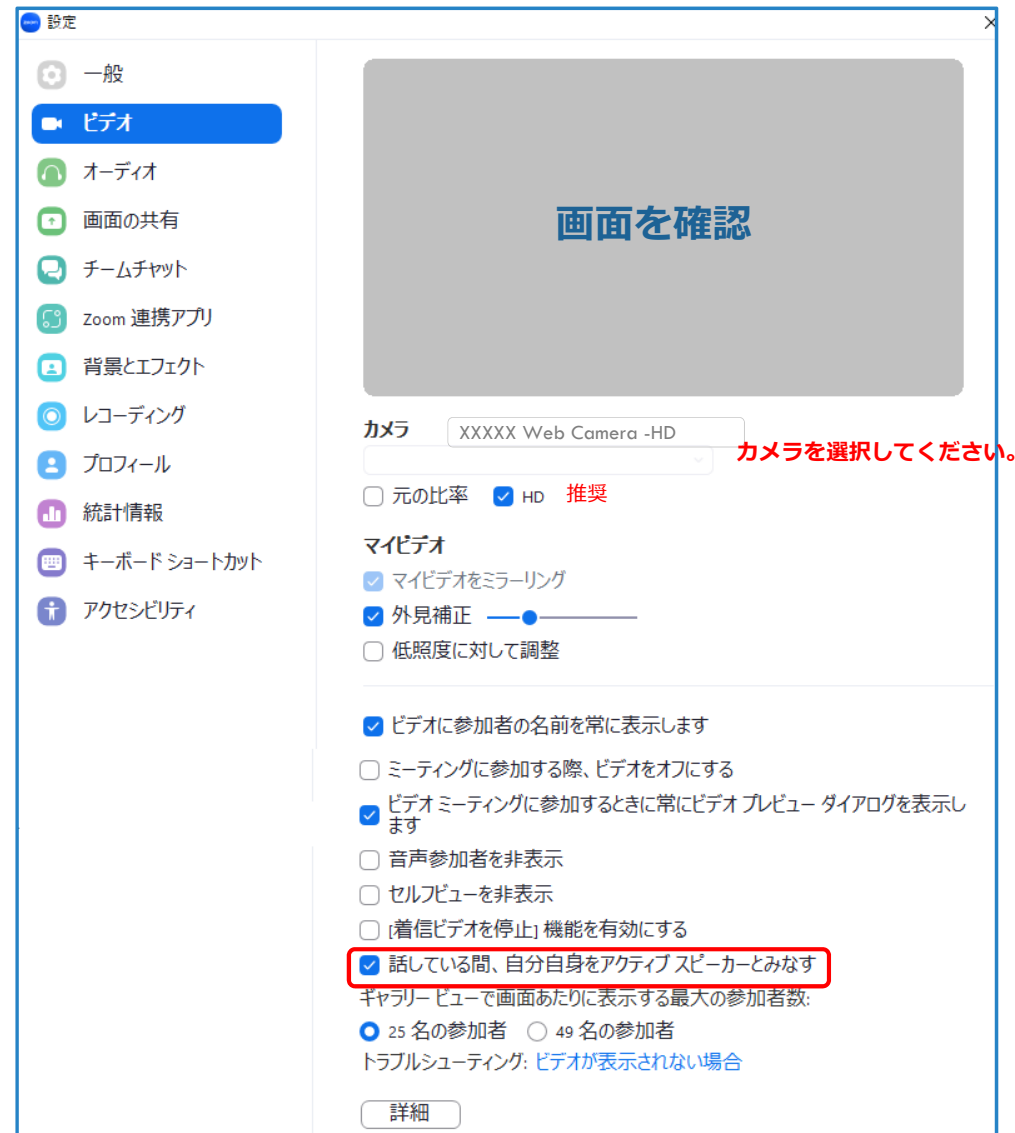 zoom 設定
一般
ビデオ
オーディオ
画面の共有
チームチャット
Zoom 連携アプリ
背景とエフェクト
レコーディング
プロフィール
統計情報
キーボード ショートカット
アクセシビリティ
画面を確認
カメラ XXXXX Web Camera -HD
カメラを選択してください。
元の比率 HD 推奨
マイビデオ
マイビデオをミラーリング
外見補正
低照度に対して調整
ビデオに参加者の名前を常に表示します
ミーティングに参加する際、ビデオをオフにする
ビデオ ミーティングに参加するときに常にビデオ プレビュー ダイアログを表示し
ます
音声参加者を非表示
セルフビューを非表示
[着信ビデオを停止] 機能を有効にする
話している間、自分自身をアクティブ スピーカーとみなす
ギャラリー ビューで画面あたりに表示する最大の参加者数:
25 名の参加者 49 名の参加者
トラブルシューティング: ビデオが表示されない場合
詳細